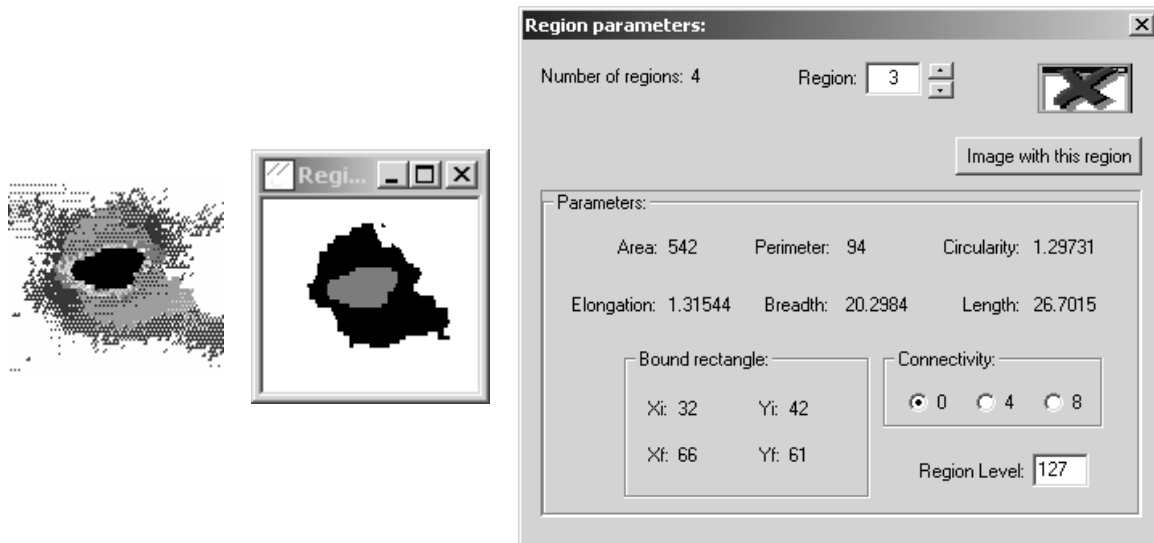 Region parameters:
Number of regions: 4 Region: 3
Image with this region
Regi...
Parameters:
Area: 542 Perimeter: 94 Circularity: 1.29731
Elongation: 1.31544 Breadth: 20.2984 Length: 26.7015
Bound rectangle: Connectivity:
Xi: 32 Yi: 42 0 4 8
Xf: 66 Yf: 61
Region Level: 127